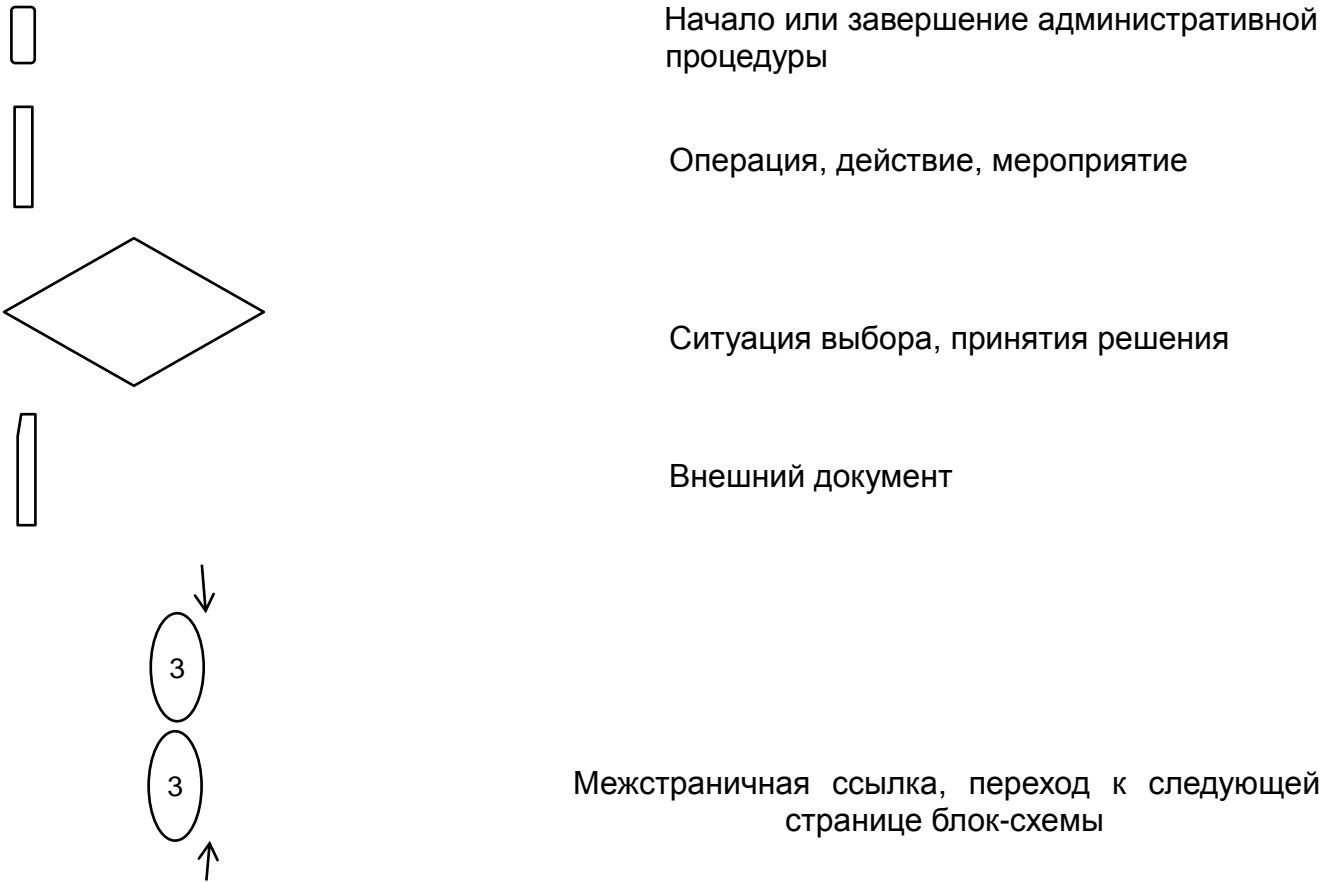 Начало или завершение административной
процедуры
Операция, действие, мероприятие
Ситуация выбора, принятия решения
Внешний документ
3
3
Межстраничная ссылка, переход к следующей
странице блок-схемы